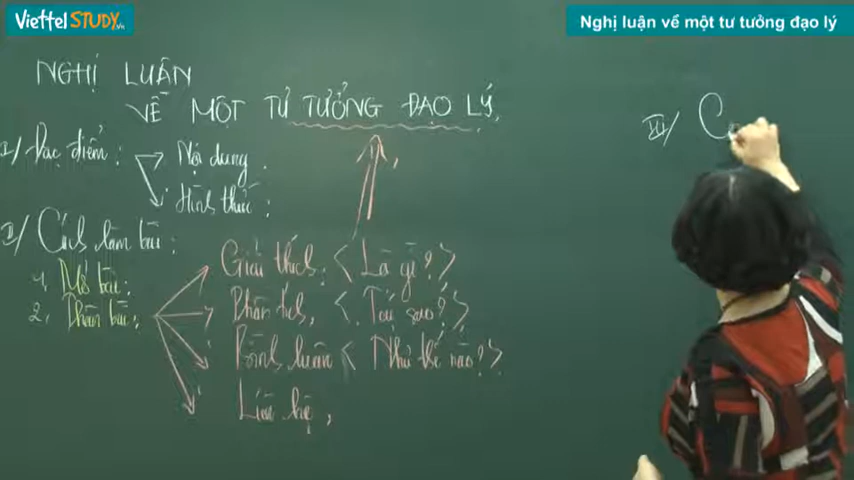 ViettelSTUDY.vn
Nghị luận về một tư tưởng đạo lý
NGHỊ LUẬN
VỀ MỘT TƯ TƯỞNG ĐẠO LÝ,
I/ Đặc điểm:
Nội dung.
Hình thức:
II/ Cách làm bài:
1, Mở bài:
2. Thân bài:
Giải thích: <Là gì?>
Phân tích, <Tại sao?>
Bình luận <Như thế nào?>
Liên hệ,
III/ C